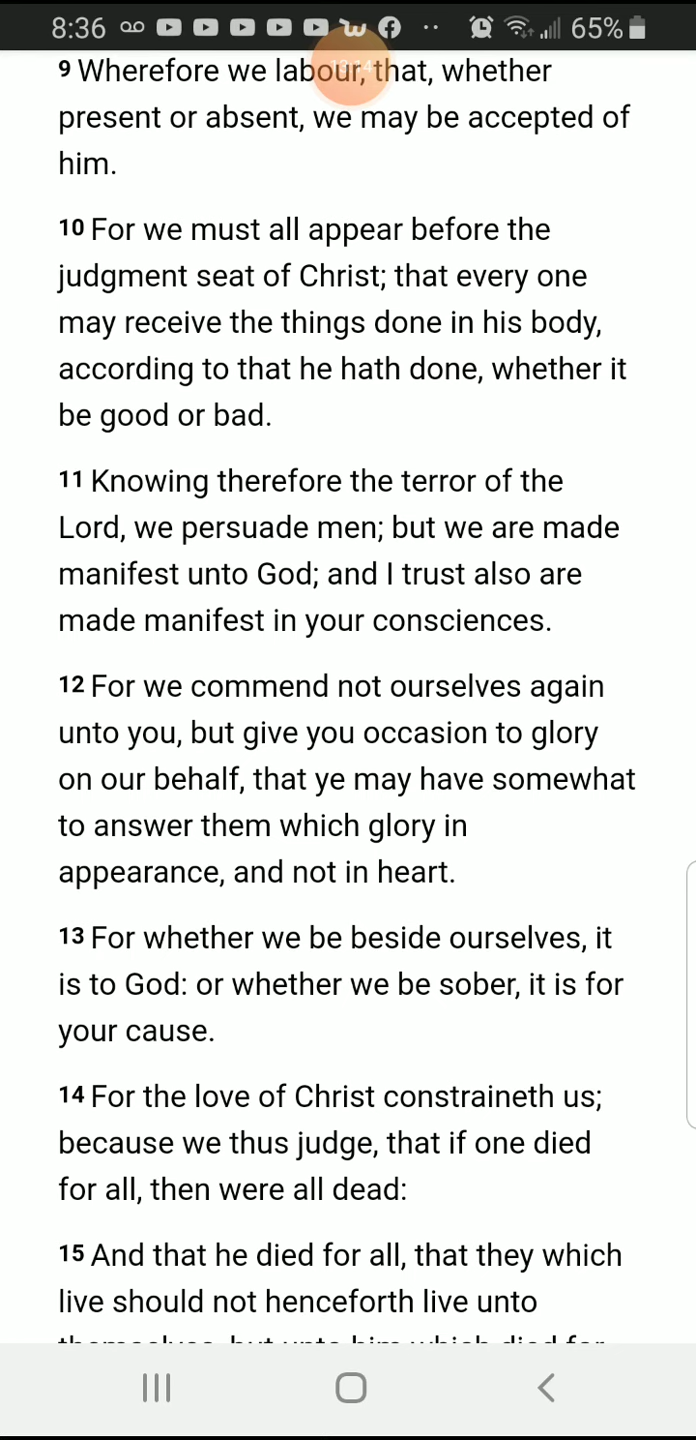 8:36 65%
9 Wherefore we labour, that, whether
present or absent, we may be accepted of
him.
10 For we must all appear before the
judgment seat of Christ; that every one
may receive the things done in his body,
according to that he hath done, whether it
be good or bad.
11 Knowing therefore the terror of the
Lord, we persuade men; but we are made
manifest unto God; and I trust also are
made manifest in your consciences.
12 For we commend not ourselves again
unto you, but give you occasion to glory
on our behalf, that ye may have somewhat
to answer them which glory in
appearance, and not in heart.
13 For whether we be beside ourselves, it
is to God: or whether we be sober, it is for
your cause.
14 For the love of Christ constraineth us;
because we thus judge, that if one died
for all, then were all dead:
15 And that he died for all, that they which
live should not henceforth live unto